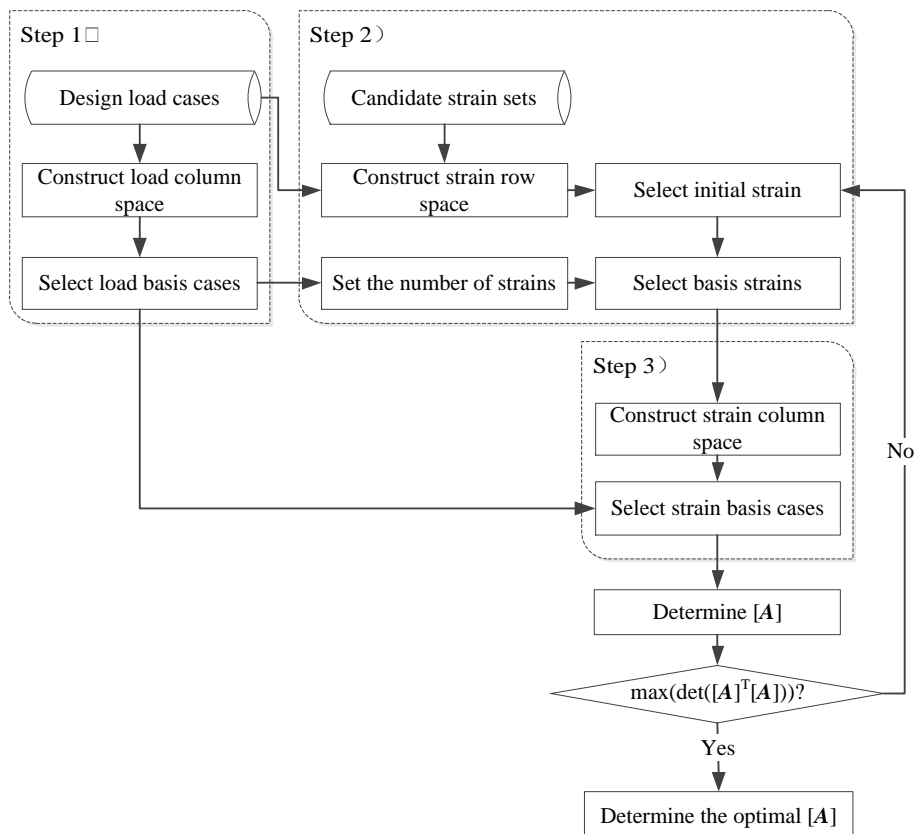 Step 1□
Step 2）
Design load cases
Candidate strain sets
Construct load column
space
Construct strain row
space
Select initial strain
Select load basis cases
Set the number of strains
Select basis strains
Step 3）
Construct strain column
space
No
Select strain basis cases
Determine [A]
max(det([A]ᵀ[A]))?
Yes
Determine the optimal [A]